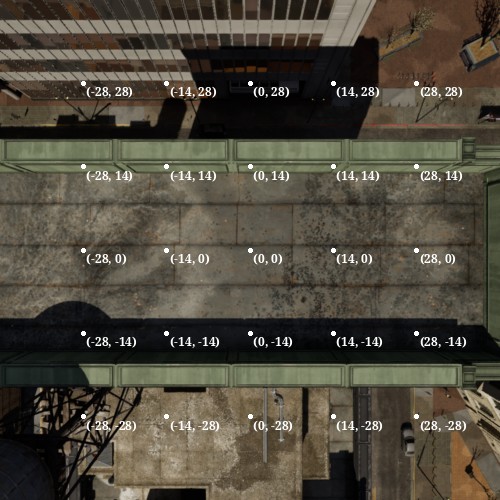 (-28, 28) (-14, 28) (0, 28) (14, 28) (28, 28)
(-28, 14) (-14, 14) (0, 14) (14, 14) (28, 14)
(-28, 0) (-14, 0) (0, 0) (14, 0) (28, 0)
(-28, -14) (-14, -14) (0, -14) (14, -14) (28, -14)
(-28, -28) (-14, -28) (0, -28) (14, -28) (28, -28)